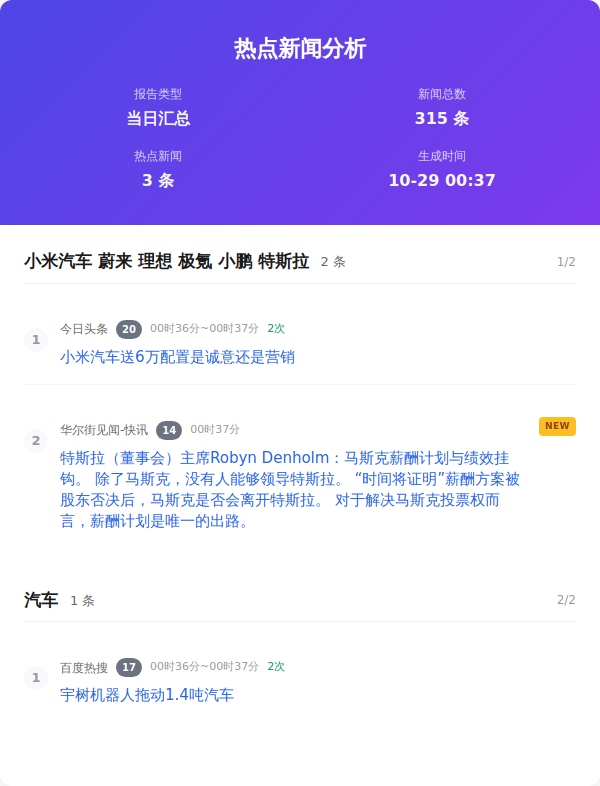 热点新闻分析
报告类型
新闻总数
当日汇总
315 条
热点新闻
生成时间
3 条
10-29 00:37
小米汽车 蔚来 理想 极氪 小鹏 特斯拉 2 条 1/2
1
今日头条 20 00时36分~00时37分 2次
小米汽车送6万配置是诚意还是营销
2
华尔街见闻-快讯 14 00时37分 NEW
特斯拉（董事会）主席Robyn Denholm：马斯克薪酬计划与绩效挂
钩。 除了马斯克，没有人能够领导特斯拉。 “时间将证明”薪酬方案被
股东否决后，马斯克是否会离开特斯拉。 对于解决马斯克投票权而
言，薪酬计划是唯一的出路。
汽车 1 条 2/2
1
百度热搜 17 00时36分~00时37分 2次
宇树机器人拖动1.4吨汽车